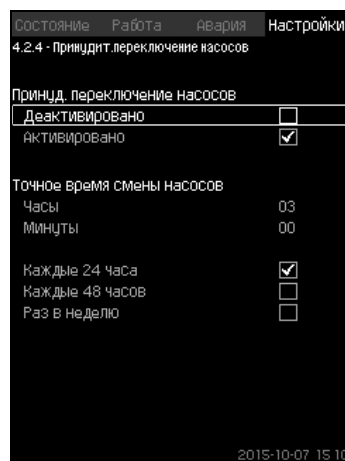 Состояние Работа Авария Настройки
4.2.4 - Принудит.переключение насосов
Принуд. переключение насосов
Деактивировано
Активировано
Точное время смены насосов
Часы 03
Минуты 00
Каждые 24 часа
Каждые 48 часов
Раз в неделю
2015-10-07 15:10